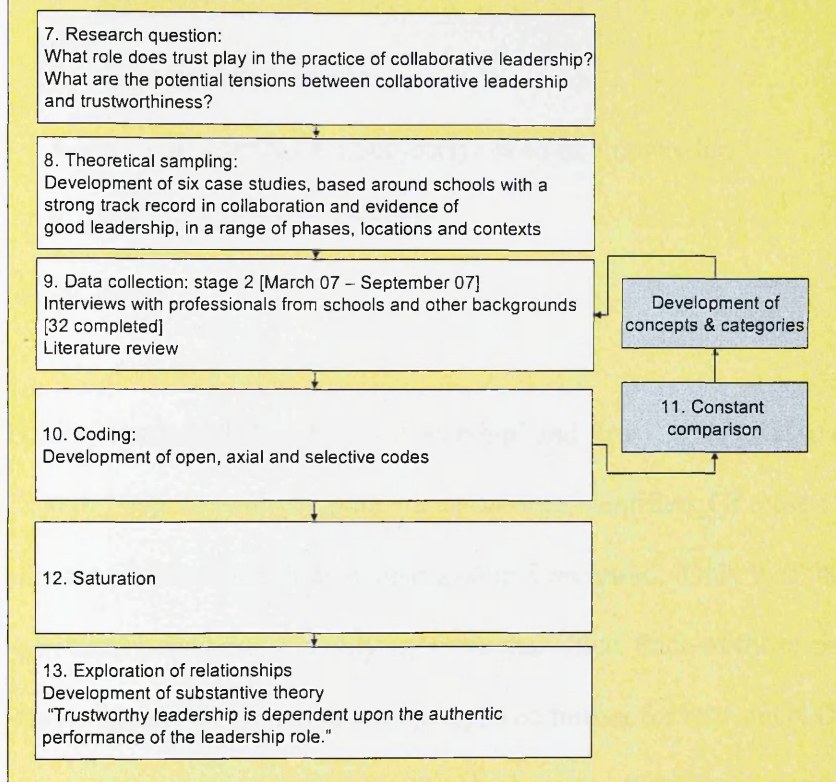 7. Research question:
What role does trust play in the practice of collaborative leadership?
What are the potential tensions between collaborative leadership
and trustworthiness?
8. Theoretical sampling:
Development of six case studies, based around schools with a
strong track record in collaboration and evidence of
good leadership, in a range of phases, locations and contexts
9. Data collection: stage 2 [March 07 – September 07]
Interviews with professionals from schools and other backgrounds
[32 completed]
Literature review
Development of
concepts & categories
10. Coding:
Development of open, axial and selective codes
11. Constant
comparison
12. Saturation
13. Exploration of relationships
Development of substantive theory
"Trustworthy leadership is dependent upon the authentic
performance of the leadership role."